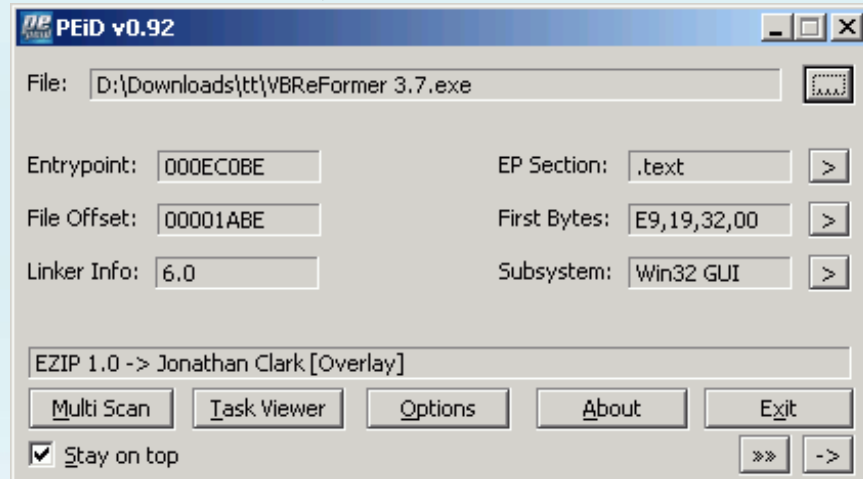 PEiD v0.92
File: D:\Downloads\tt\VBReFormer 3.7.exe ...
Entrypoint: 000EC0BE EP Section: .text >
File Offset: 00001ABE First Bytes: E9,19,32,00 >
Linker Info: 6.0 Subsystem: Win32 GUI >
EZIP 1.0 -> Jonathan Clark [Overlay]
Multi Scan Task Viewer Options About Exit
Stay on top »» ->